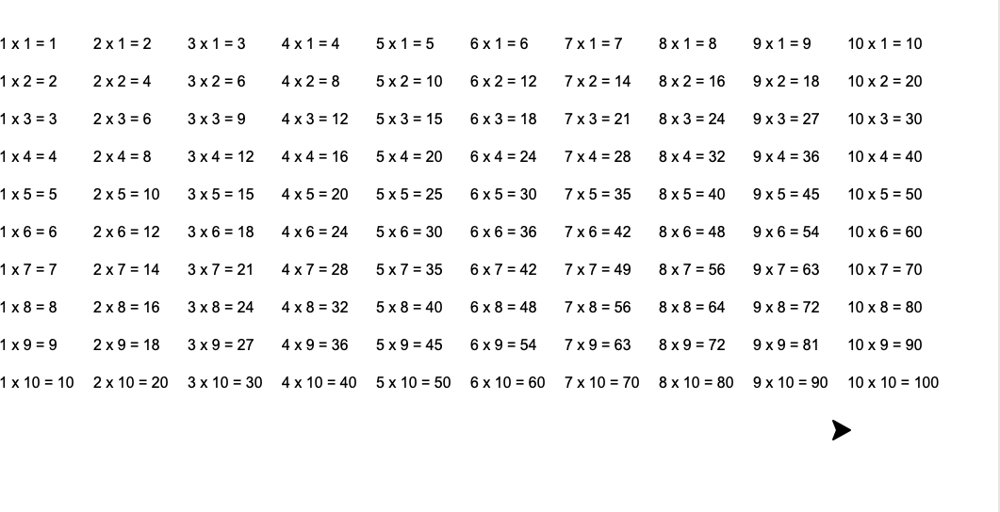 1 x 1 = 1 2 x 1 = 2 3 x 1 = 3 4 x 1 = 4 5 x 1 = 5 6 x 1 = 6 7 x 1 = 7 8 x 1 = 8 9 x 1 = 9 10 x 1 = 10
1 x 2 = 2 2 x 2 = 4 3 x 2 = 6 4 x 2 = 8 5 x 2 = 10 6 x 2 = 12 7 x 2 = 14 8 x 2 = 16 9 x 2 = 18 10 x 2 = 20
1 x 3 = 3 2 x 3 = 6 3 x 3 = 9 4 x 3 = 12 5 x 3 = 15 6 x 3 = 18 7 x 3 = 21 8 x 3 = 24 9 x 3 = 27 10 x 3 = 30
1 x 4 = 4 2 x 4 = 8 3 x 4 = 12 4 x 4 = 16 5 x 4 = 20 6 x 4 = 24 7 x 4 = 28 8 x 4 = 32 9 x 4 = 36 10 x 4 = 40
1 x 5 = 5 2 x 5 = 10 3 x 5 = 15 4 x 5 = 20 5 x 5 = 25 6 x 5 = 30 7 x 5 = 35 8 x 5 = 40 9 x 5 = 45 10 x 5 = 50
1 x 6 = 6 2 x 6 = 12 3 x 6 = 18 4 x 6 = 24 5 x 6 = 30 6 x 6 = 36 7 x 6 = 42 8 x 6 = 48 9 x 6 = 54 10 x 6 = 60
1 x 7 = 7 2 x 7 = 14 3 x 7 = 21 4 x 7 = 28 5 x 7 = 35 6 x 7 = 42 7 x 7 = 49 8 x 7 = 56 9 x 7 = 63 10 x 7 = 70
1 x 8 = 8 2 x 8 = 16 3 x 8 = 24 4 x 8 = 32 5 x 8 = 40 6 x 8 = 48 7 x 8 = 56 8 x 8 = 64 9 x 8 = 72 10 x 8 = 80
1 x 9 = 9 2 x 9 = 18 3 x 9 = 27 4 x 9 = 36 5 x 9 = 45 6 x 9 = 54 7 x 9 = 63 8 x 9 = 72 9 x 9 = 81 10 x 9 = 90
1 x 10 = 10 2 x 10 = 20 3 x 10 = 30 4 x 10 = 40 5 x 10 = 50 6 x 10 = 60 7 x 10 = 70 8 x 10 = 80 9 x 10 = 90 10 x 10 = 100